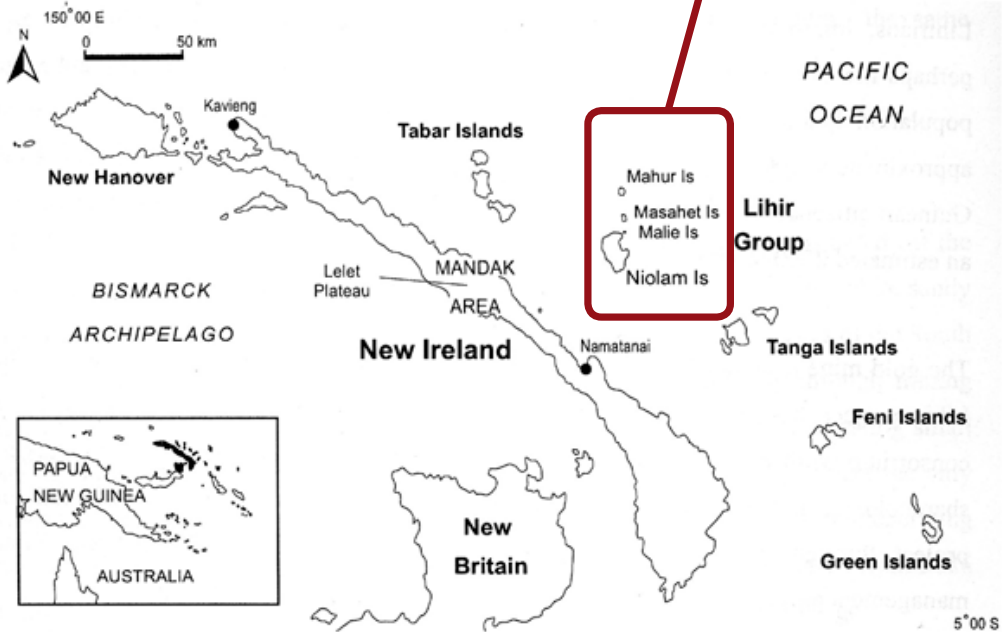 150°00 E
N
0 50 km
PACIFIC
OCEAN
Kavieng
Tabar Islands
New Hanover
Mahur Is
Masahet Is
Malie Is
Niolam Is
Lihir
Group
MANDAK
AREA
Lelet
Plateau
BISMARCK
ARCHIPELAGO
New Ireland
Namatanai
Tanga Islands
Feni Islands
PAPUA
NEW GUINEA
AUSTRALIA
New
Britain
Green Islands
5°00 S